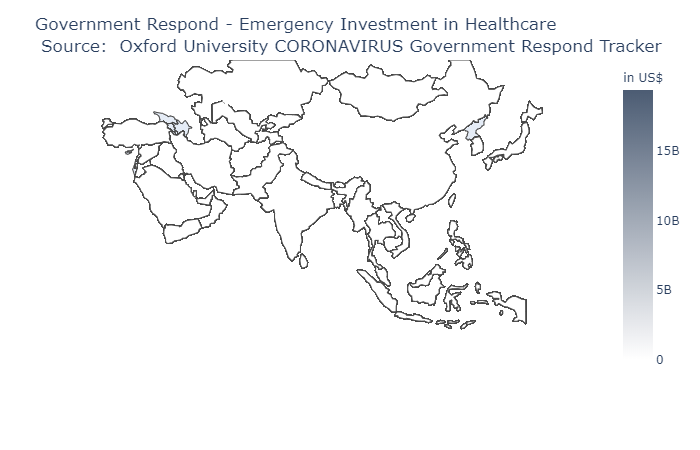 Government Respond - Emergency Investment in Healthcare
Source:  Oxford University CORONAVIRUS Government Respond Tracker
in US$
15B
10B
5B
0